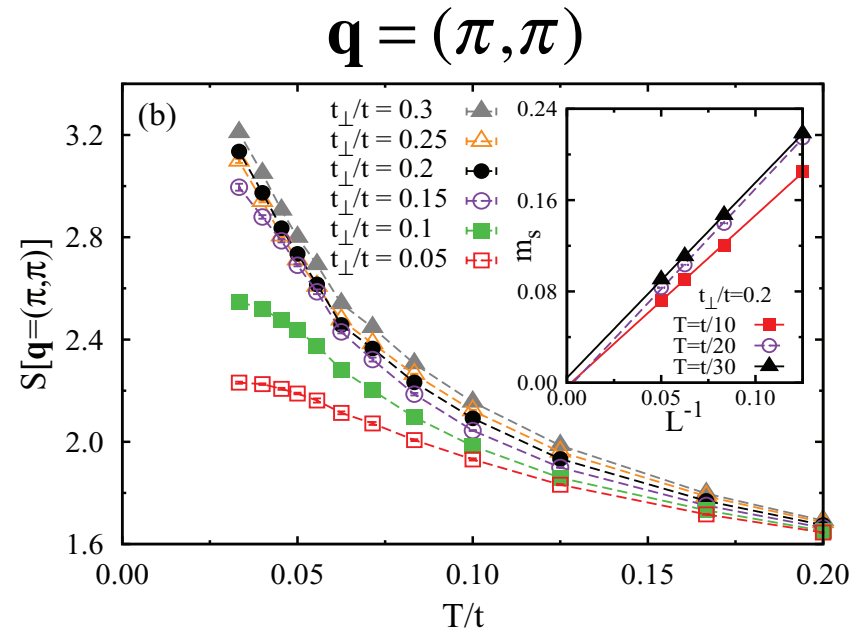 q = (π,π)
(b)
t⊥/t = 0.3
t⊥/t = 0.25
t⊥/t = 0.2
t⊥/t = 0.15
t⊥/t = 0.1
t⊥/t = 0.05
S[q=(π,π)]
3.2
2.8
2.4
2.0
1.6
0.00 0.05 0.10 0.15 0.20
T/t
0.24
0.16
0.08
0.00
m_s
t⊥/t=0.2
T=t/10
T=t/20
T=t/30
0.00 0.05 0.10
L⁻¹